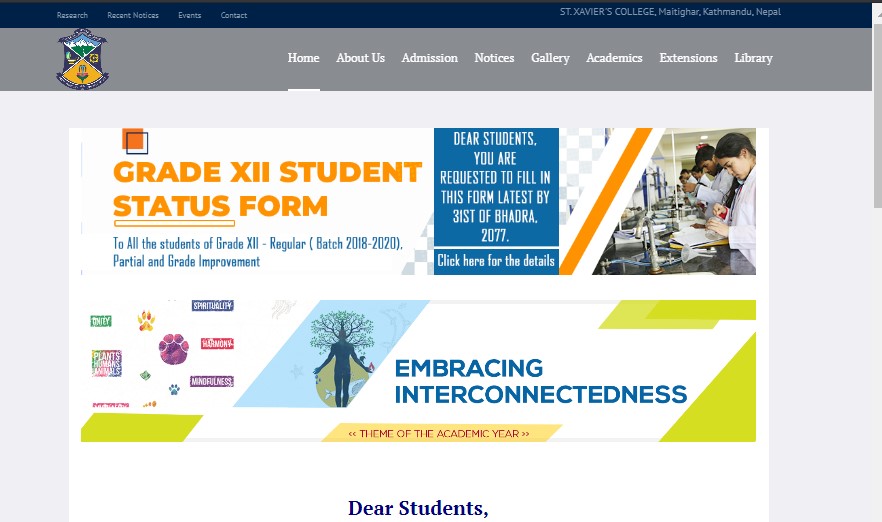 Research Recent Notices Events Contact
ST. XAVIER'S COLLEGE, Maitighar, Kathmandu, Nepal
Home About Us Admission Notices Gallery Academics Extensions Library
GRADE XII STUDENT
STATUS FORM
To All the students of Grade XII - Regular ( Batch 2018-2020),
Partial and Grade Improvement
DEAR STUDENTS,
YOU ARE
REQUESTED TO FILL IN
THIS FORM LATEST BY
31ST OF BHADRA,
2077.
Click here for the details
SPIRITUALITY
UNITY
HARMONY
PLANTS
HUMANS
ANIMALS
MINDFULNESS
EMBRACING
INTERCONNECTEDNESS
<< THEME OF THE ACADEMIC YEAR >>
Dear Students,